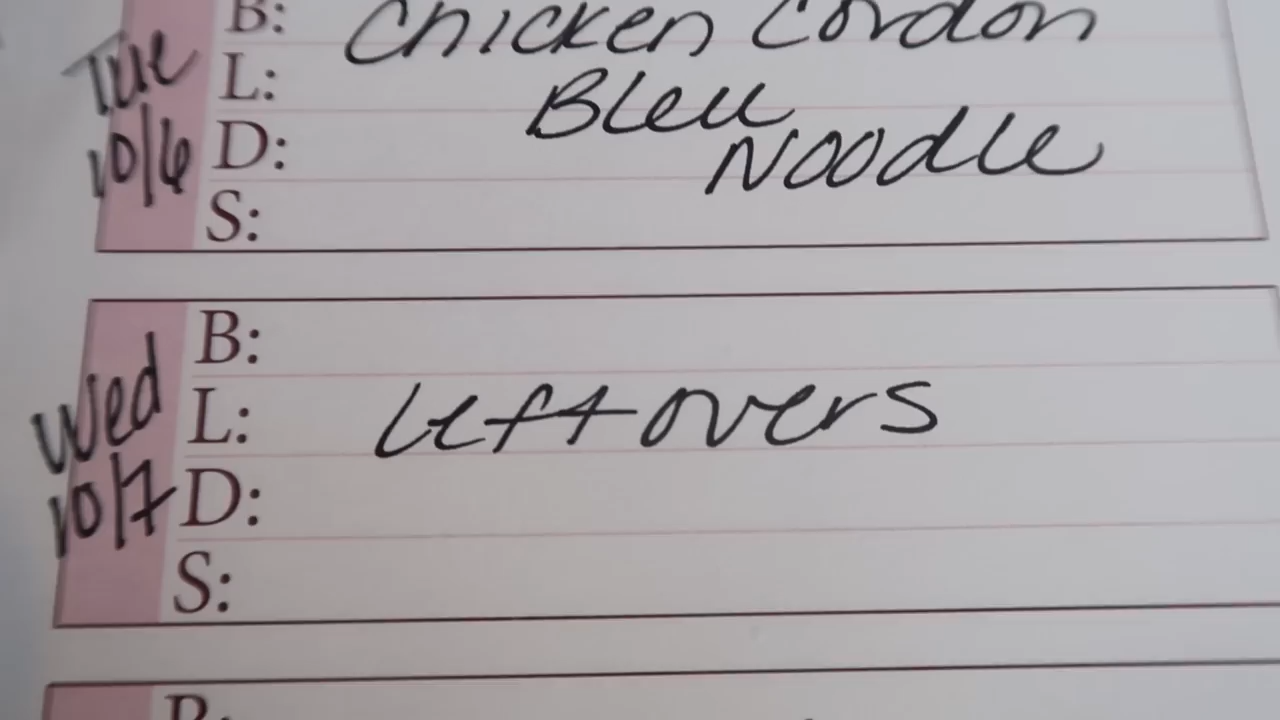 B: Chicken Cordon
Tue L: Bleu
10/6 D: Noodle
S:
B:
Wed L: Leftovers
10/7 D:
S:
B: